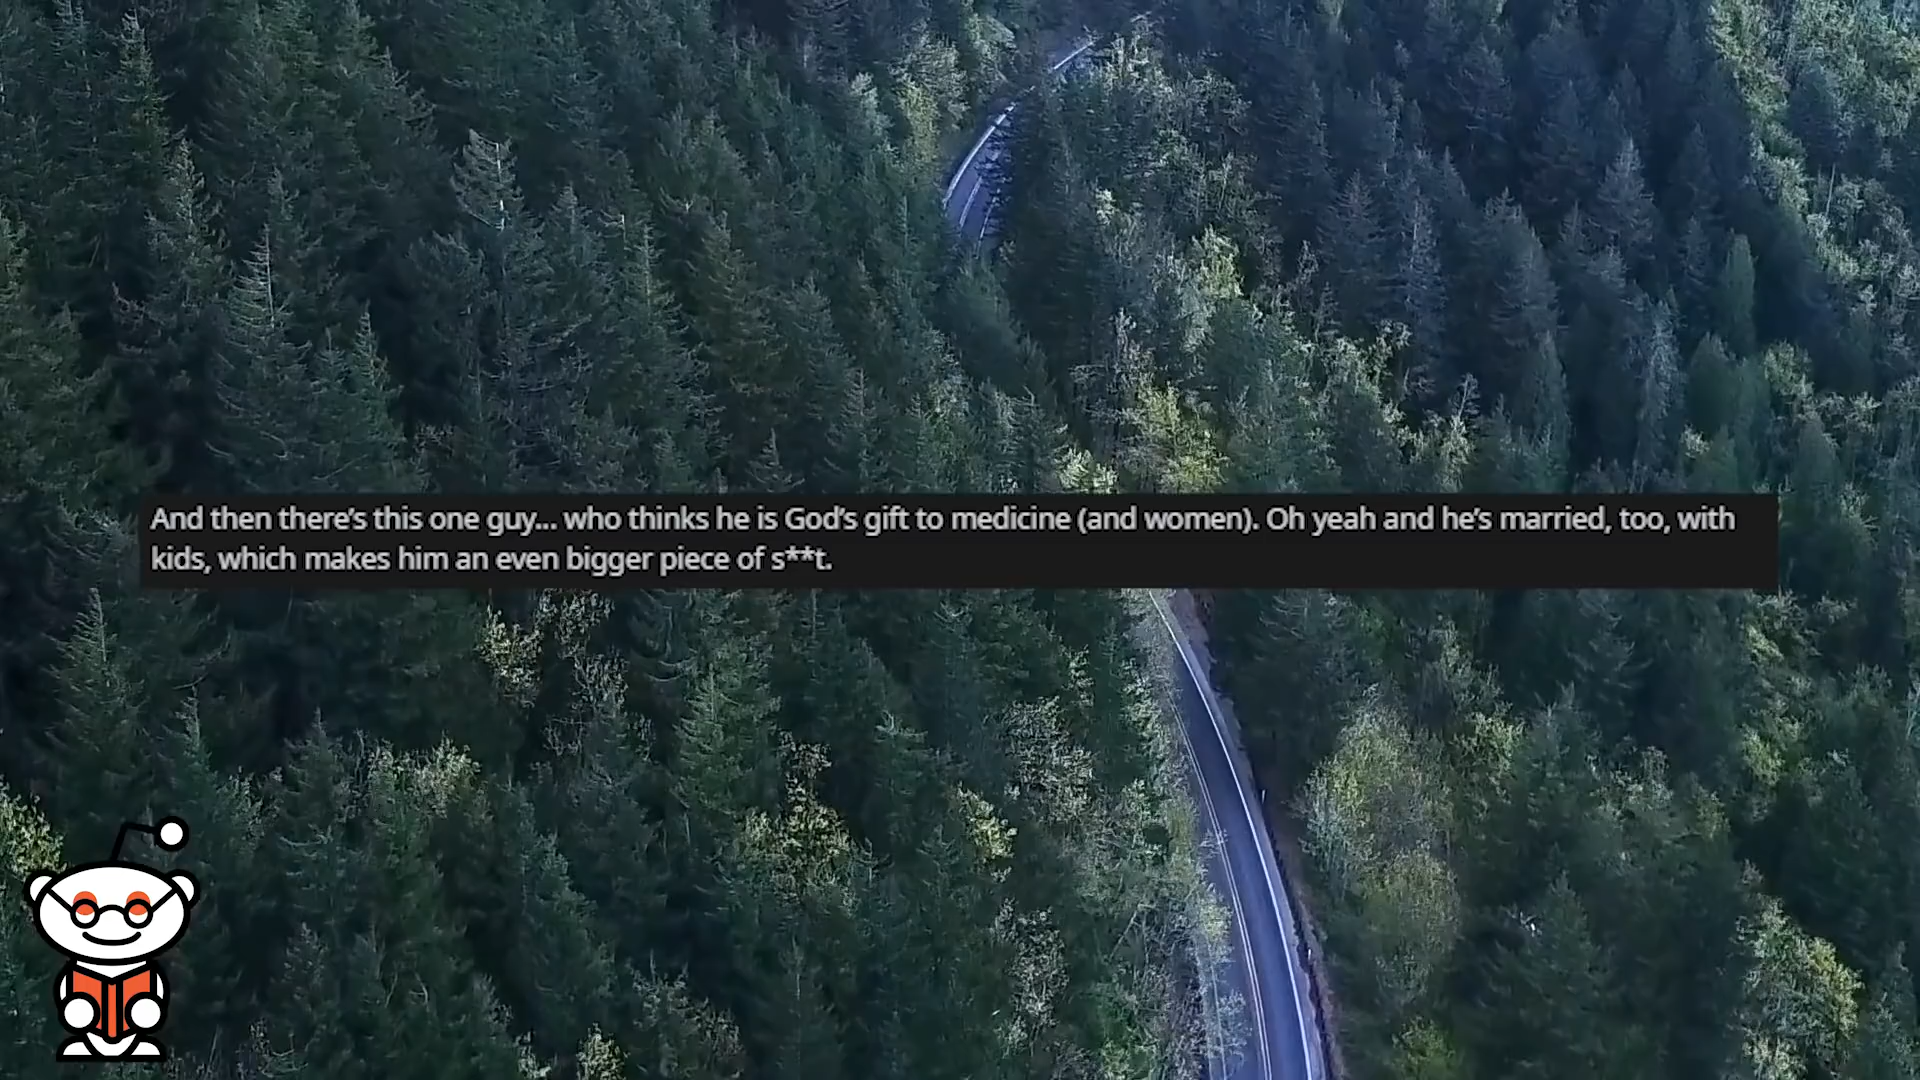 And then there's this one guy... who thinks he is God's gift to medicine (and women). Oh yeah and he's married, too, with
kids, which makes him an even bigger piece of s**t.